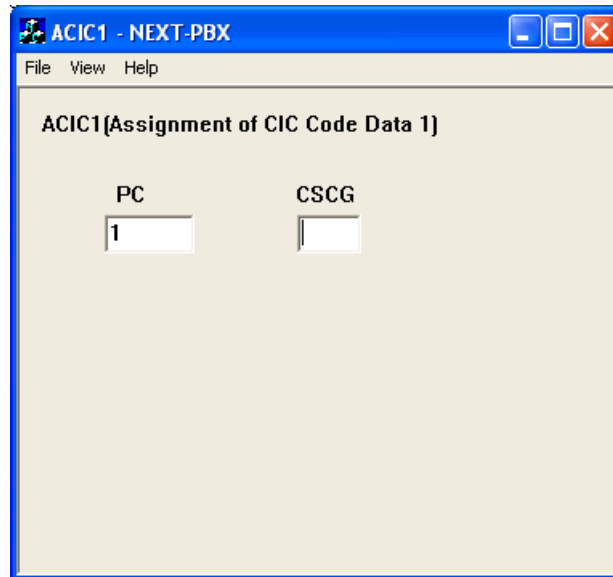 ACIC1 - NEXT-PBX
File View Help
ACIC1(Assignment of CIC Code Data 1)
PC CSCG
1